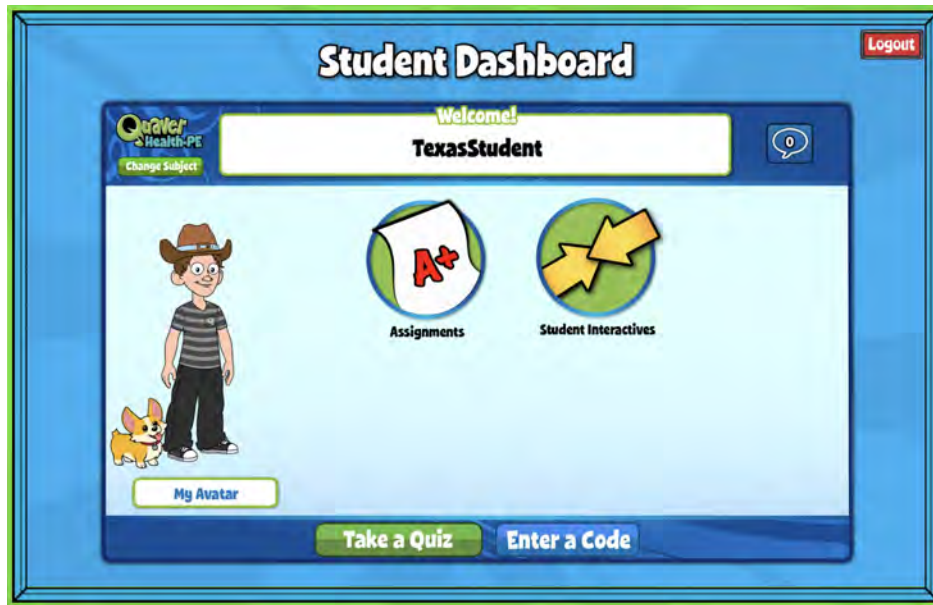 Student Dashboard
Logout
Quaver
Health-PE
Change Subject
Welcome!
TexasStudent
0
A+
Assignments
Student Interactives
My Avatar
Take a Quiz
Enter a Code